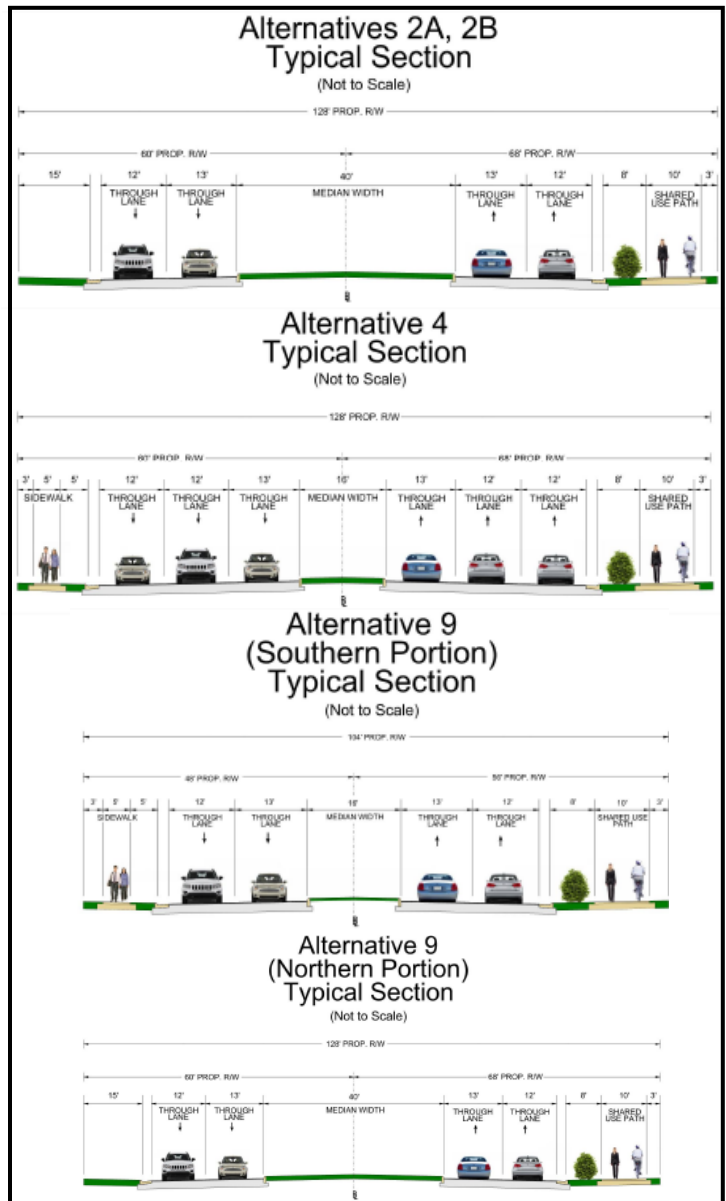 Alternatives 2A, 2B
Typical Section
(Not to Scale)
128' PROP. R/W
60' PROP. R/W 68' PROP. R/W
15' 12' 13' 40' 13' 12' 8' 10' 3'
THROUGH LANE THROUGH LANE MEDIAN WIDTH THROUGH LANE THROUGH LANE SHARED USE PATH
Alternative 4
Typical Section
(Not to Scale)
128' PROP. R/W
60' PROP. R/W 68' PROP. R/W
3' 5' 5' 12' 12' 13' 16' 13' 12' 12' 8' 10' 3'
SIDEWALK THROUGH LANE THROUGH LANE THROUGH LANE MEDIAN WIDTH THROUGH LANE THROUGH LANE THROUGH LANE SHARED USE PATH
Alternative 9
(Southern Portion)
Typical Section
(Not to Scale)
104' PROP. R/W
48' PROP. R/W 56' PROP. R/W
3' 5' 5' 12' 13' 16' 13' 12' 8' 10' 3'
SIDEWALK THROUGH LANE THROUGH LANE MEDIAN WIDTH THROUGH LANE THROUGH LANE SHARED USE PATH
Alternative 9
(Northern Portion)
Typical Section
(Not to Scale)
128' PROP. R/W
60' PROP. R/W 68' PROP. R/W
15' 12' 13' 40' 13' 12' 8' 10' 3'
THROUGH LANE THROUGH LANE MEDIAN WIDTH THROUGH LANE THROUGH LANE SHARED USE PATH